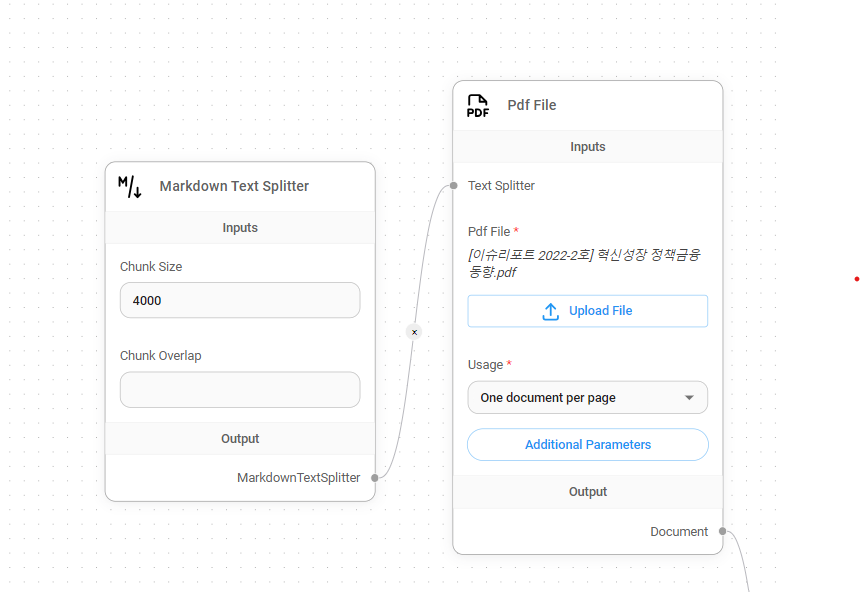 Markdown Text Splitter
Inputs
Chunk Size
4000
Chunk Overlap
Output
MarkdownTextSplitter
x
PDF
Pdf File
Inputs
Text Splitter
Pdf File *
[이슈리포트 2022-2호] 혁신성장 정책금융
동향.pdf
Upload File
Usage *
One document per page
Additional Parameters
Output
Document